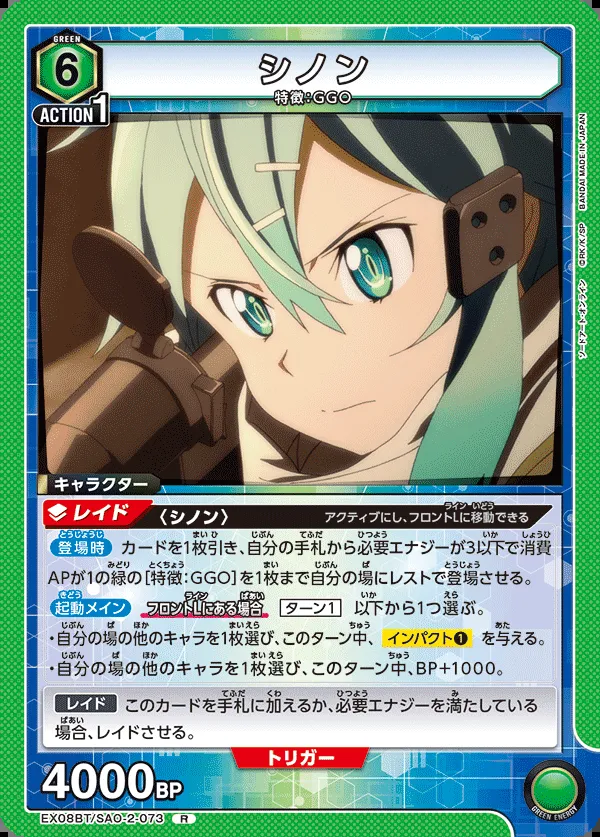 GREEN
6
ACTION1
シノン
特徴:GGO
BANDAI MADE IN JAPAN
©RK/K/SP
ソードアート・オンライン
キャラクター
レイド 〈シノン〉 アクティブにし、フロントLに移動できる
登場時 カードを1枚引き、自分の手札から必要エナジーが3以下で消費
APが1の緑の[特徴:GGO]を1枚まで自分の場にレストで登場させる。
起動メイン フロントLにある場合 ターン1 以下から1つ選ぶ。
・自分の場の他のキャラを1枚選び、このターン中、インパクト❶ を与える。
・自分の場の他のキャラを1枚選び、このターン中、BP+1000。
レイド このカードを手札に加えるか、必要エナジーを満たしている
場合、レイドさせる。
トリガー
4000BP
GREEN ENERGY
EX08BT/SAO-2-073 R